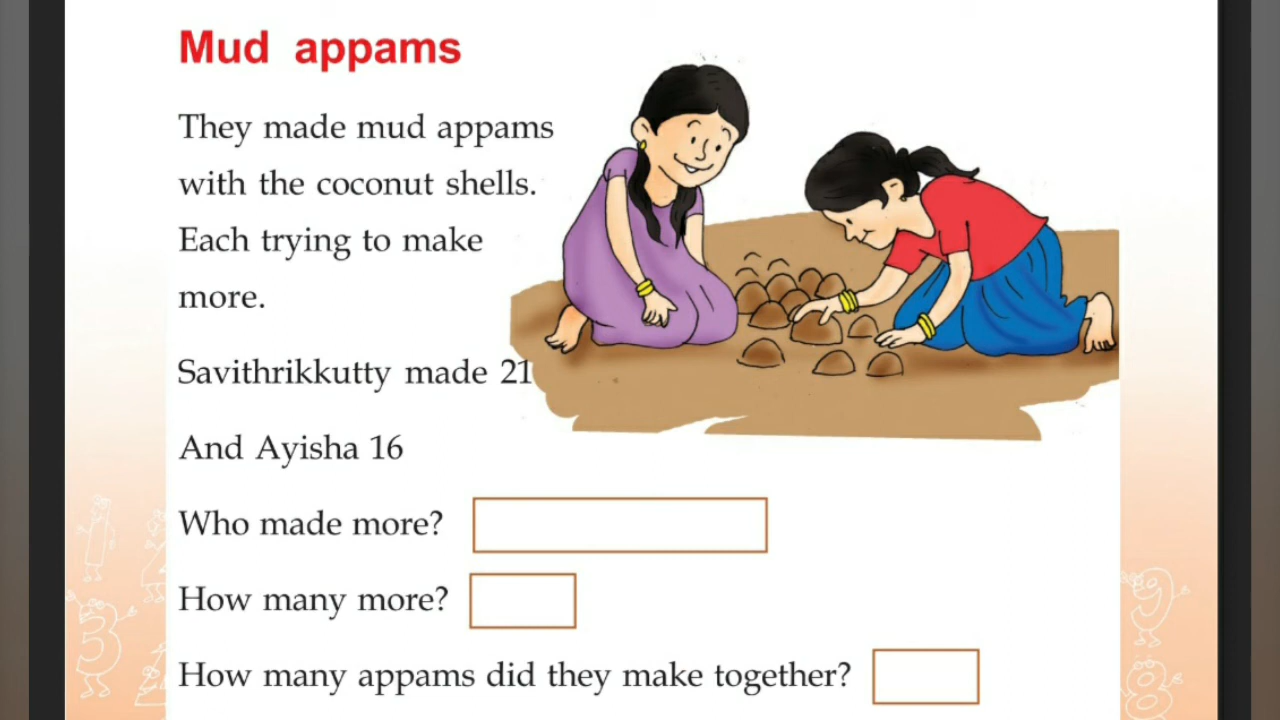 Mud appams
They made mud appams
with the coconut shells.
Each trying to make
more.
Savithrikkutty made 21
And Ayisha 16
Who made more?
How many more?
How many appams did they make together?